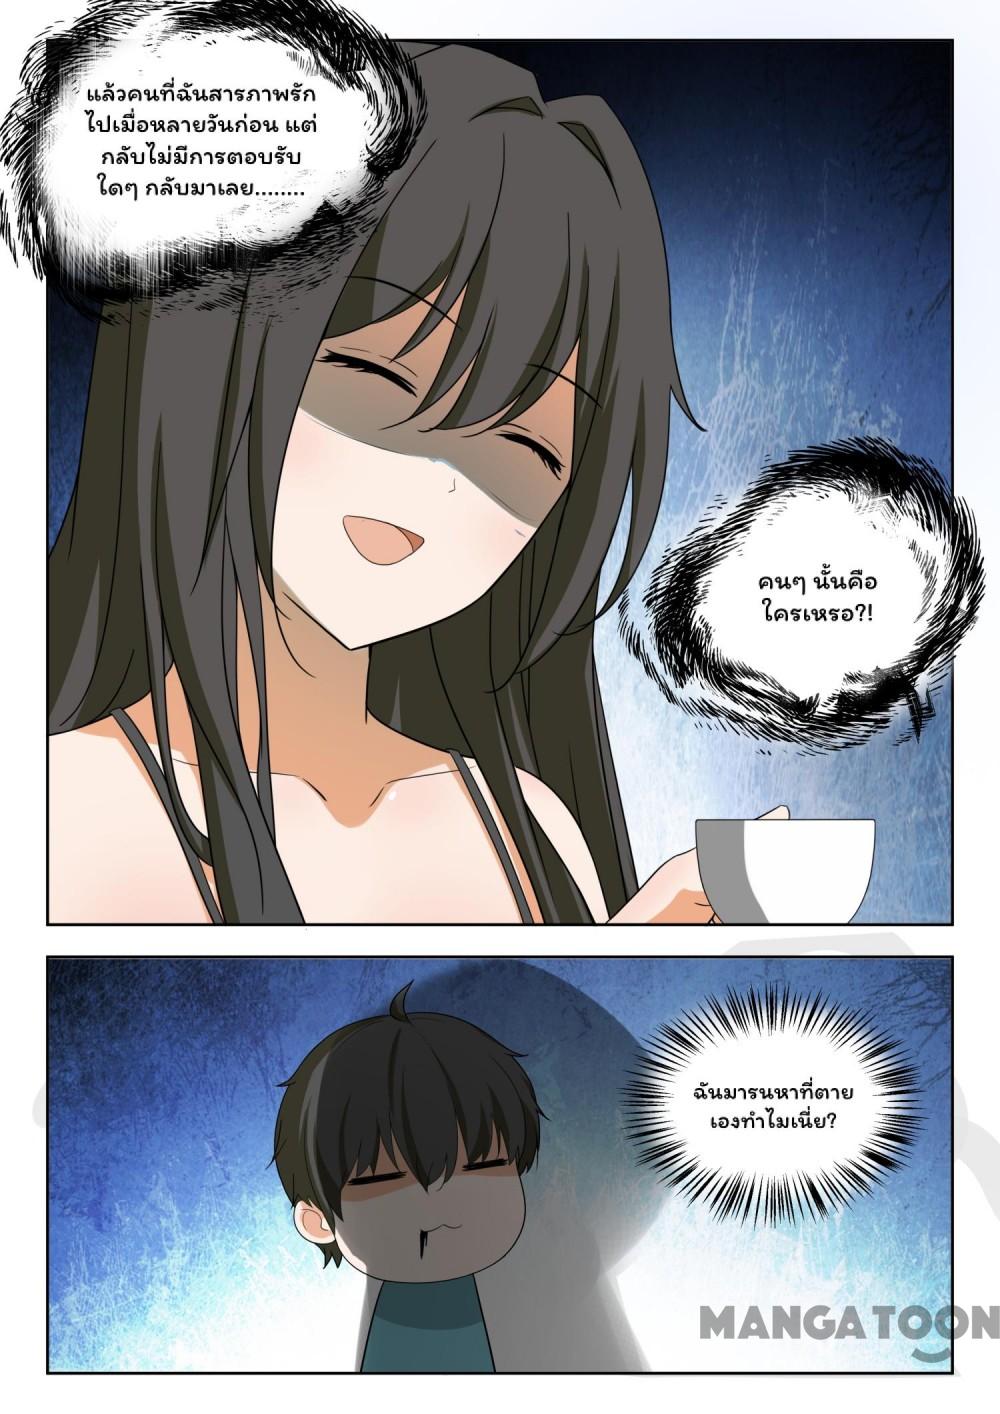 แล้วคนที่ฉันสารภาพรัก
ไปเมื่อหลายวันก่อน แต่
กลับไม่มีการตอบรับ
ใดๆ กลับมาเลย........
คนๆ นั้นคือ
ใครเหรอ?!
ฉันมารนหาที่ตาย
เองทำไมเนี่ย?
MANGATOON